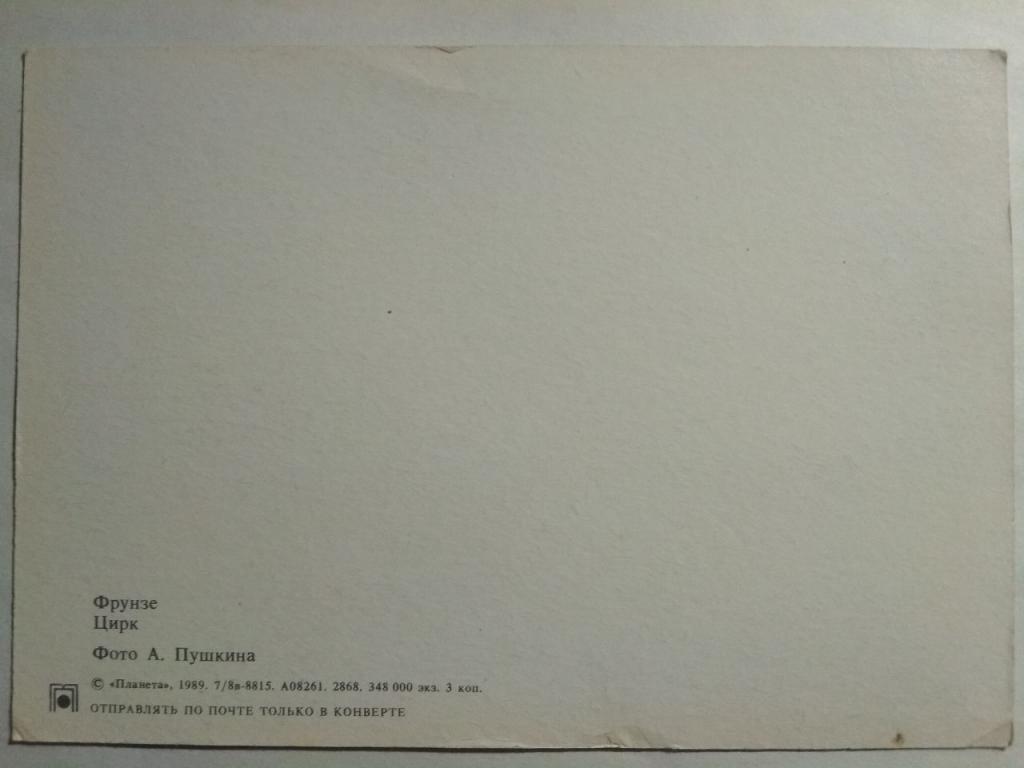 Фрунзе
Цирк
Фото А. Пушкина
© «Планета», 1989. 7/8в-8815. А08261. 2868. 348 000 экз. 3 коп.
ОТПРАВЛЯТЬ ПО ПОЧТЕ ТОЛЬКО В КОНВЕРТЕ